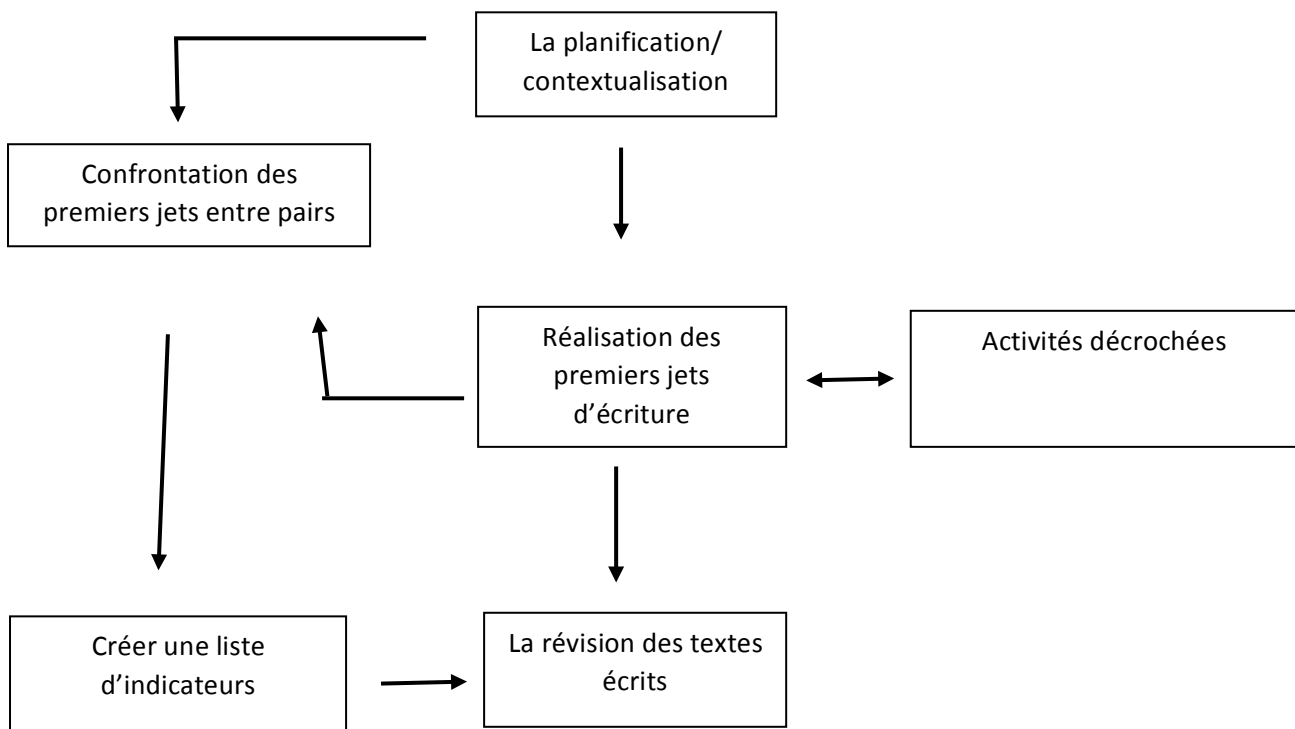 La planification/
contextualisation
Confrontation des
premiers jets entre pairs
Réalisation des
premiers jets
d’écriture
Activités décrochées
Créer une liste
d’indicateurs
La révision des textes
écrits